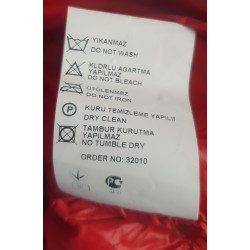 YIKANMAZ
DO NOT WASH
KLORLU AGARTMA
YAPILMAZ
DO NOT BLEACH
ÜTÜLENMEZ
DO NOT IRON
P
KURU TEMİZLEME YAPILIR
DRY CLEAN
TAMBUR KURUTMA
YAPILMAZ
NO TUMBLE DRY
ORDER NO: 32010